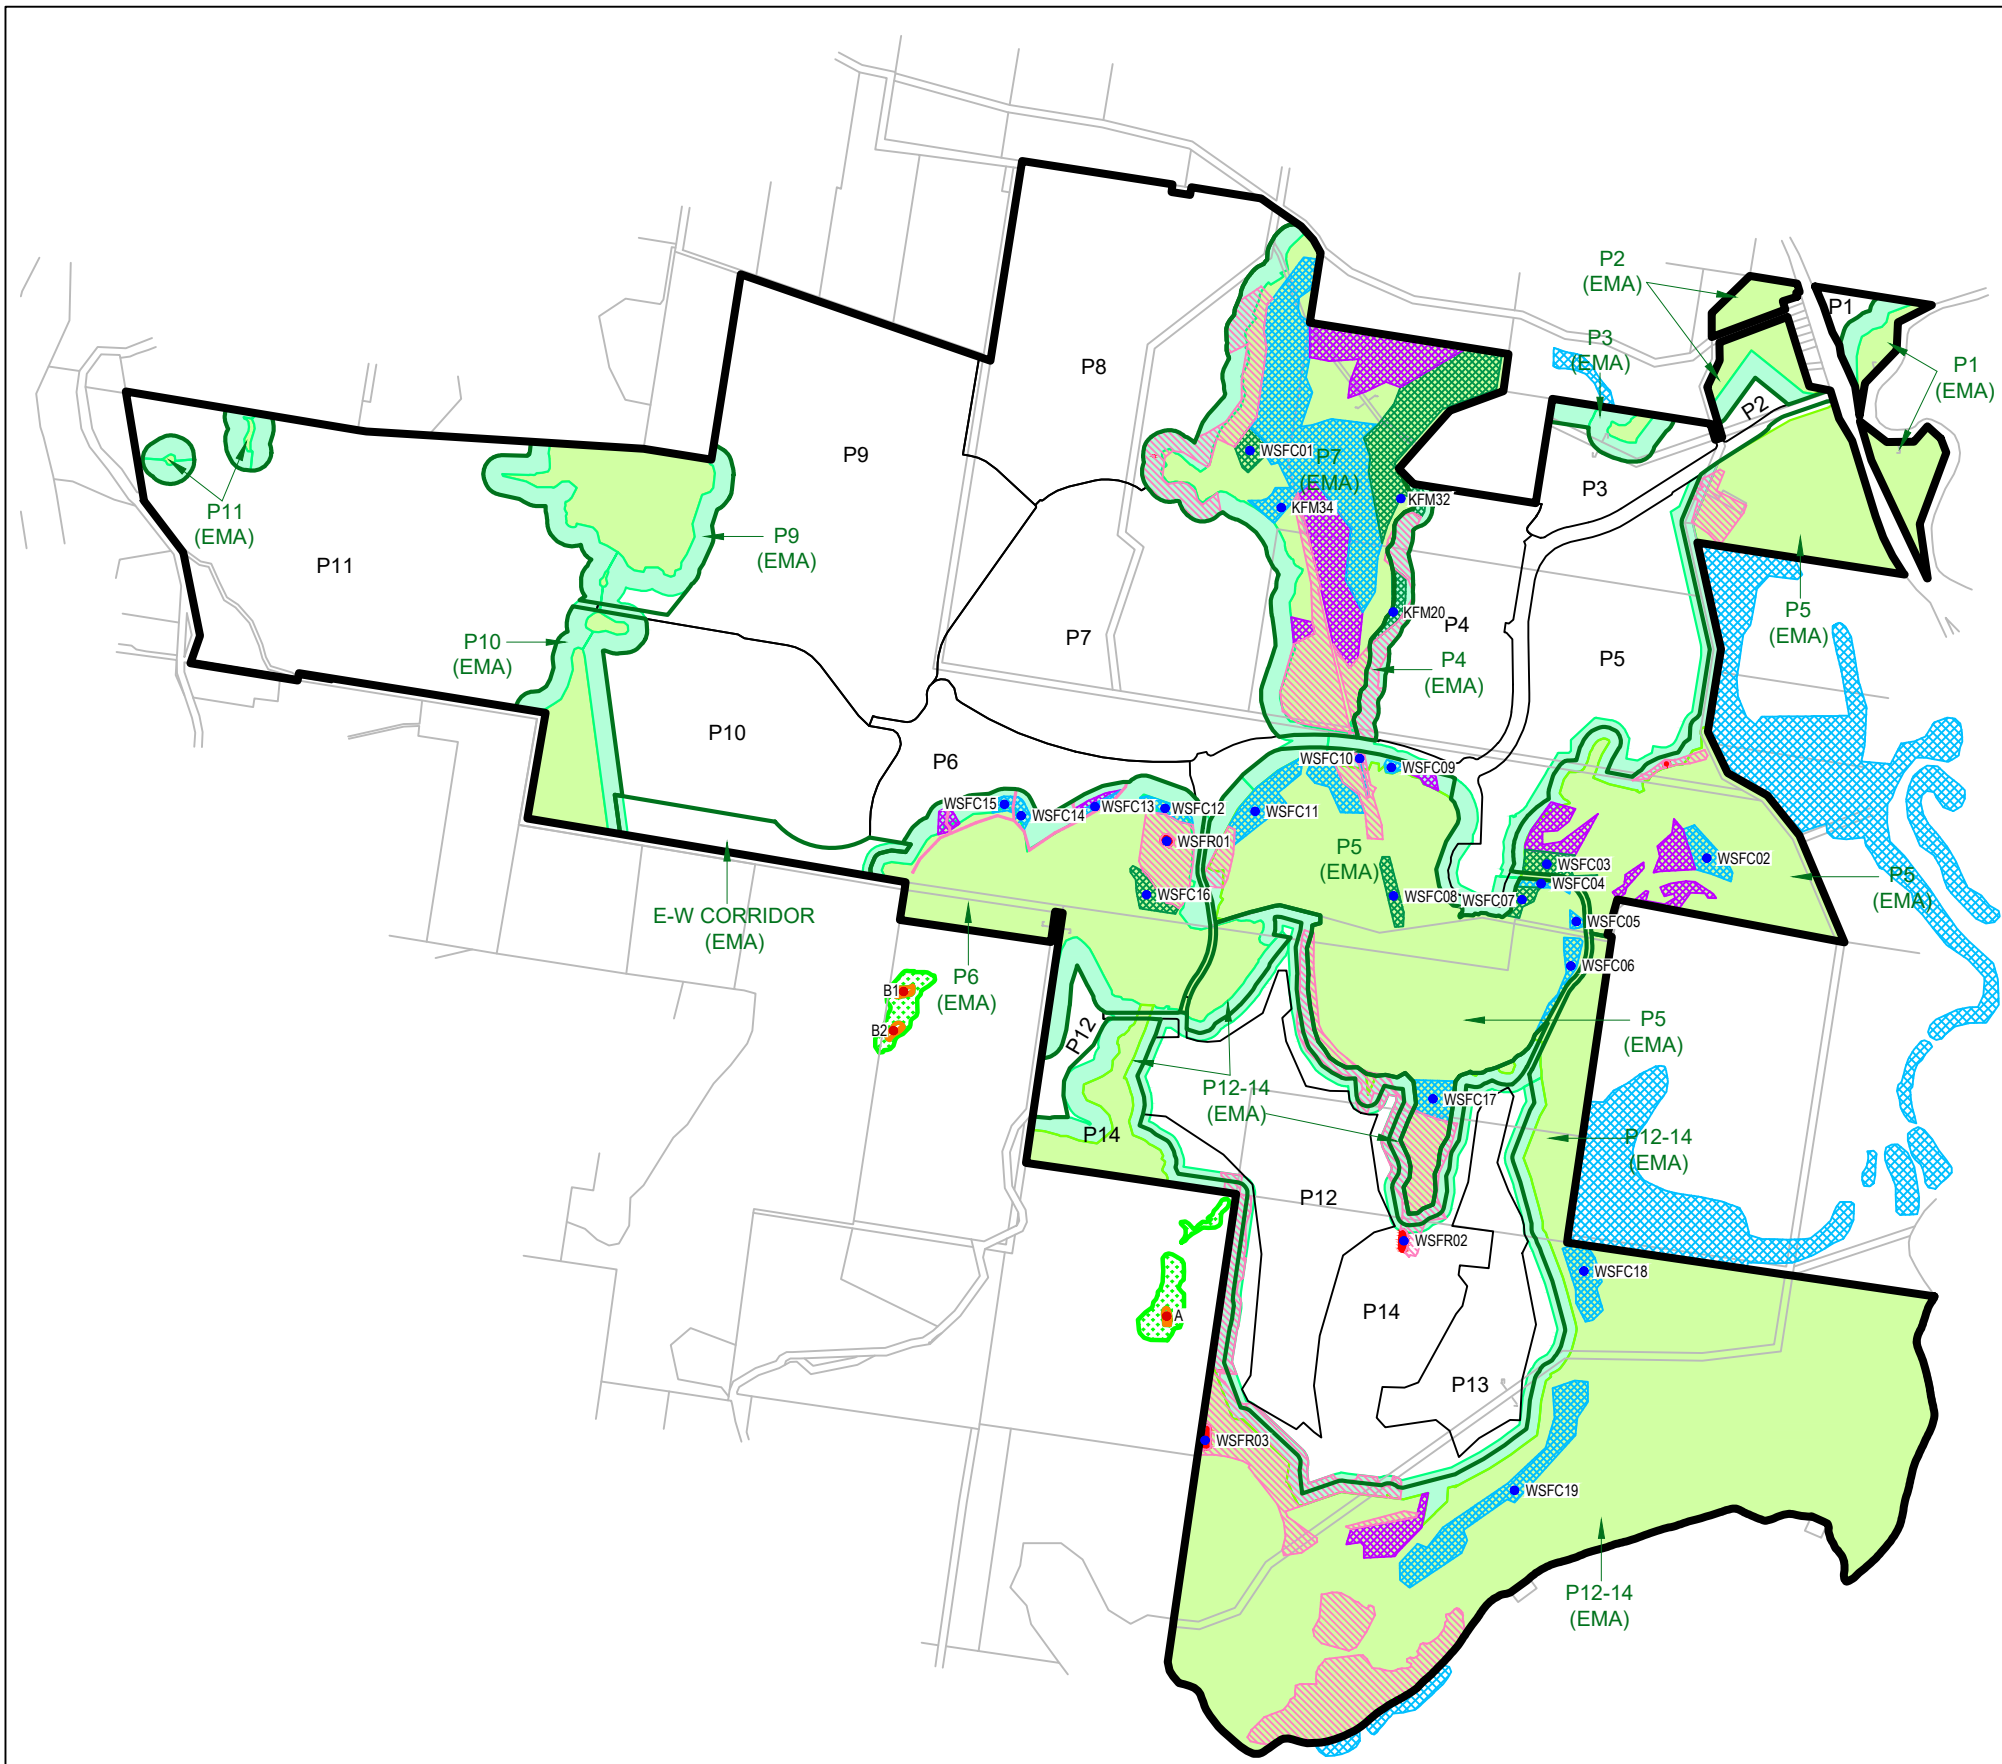 P2
(EMA)
P1
P3
(EMA)
P1
(EMA)
P8
P2
P9
WSFC01
P7
(EMA)
P3
KFM32
KFM34
P11
(EMA)
P9
(EMA)
P11
P5
(EMA)
KFM20
P4
P7
P10
(EMA)
P4
(EMA)
P5
P10
P6
WSFC10
WSFC09
WSFC15
WSFC14
WSFC13
WSFC12
WSFC11
WSFR01
P5
(EMA)
WSFC03
WSFC02
WSFC04
P5
(EMA)
WSFC16
WSFC08
WSFC07
E-W CORRIDOR
(EMA)
WSFC05
P6
(EMA)
WSFC06
B1
B2
P12
P5
(EMA)
P12-14
(EMA)
WSFC17
P14
P12-14
(EMA)
P12
WSFR02
WSFC18
A
P14
P13
WSFR03
WSFC19
P12-14
(EMA)